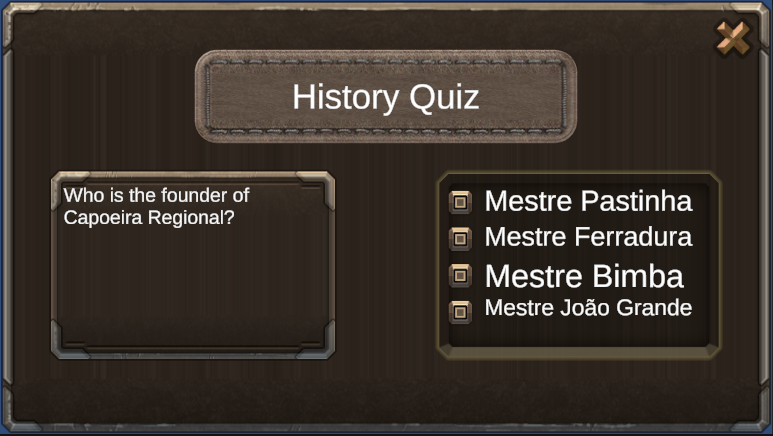 History Quiz
Who is the founder of
Capoeira Regional?
Mestre Pastinha
Mestre Ferradura
Mestre Bimba
Mestre João Grande